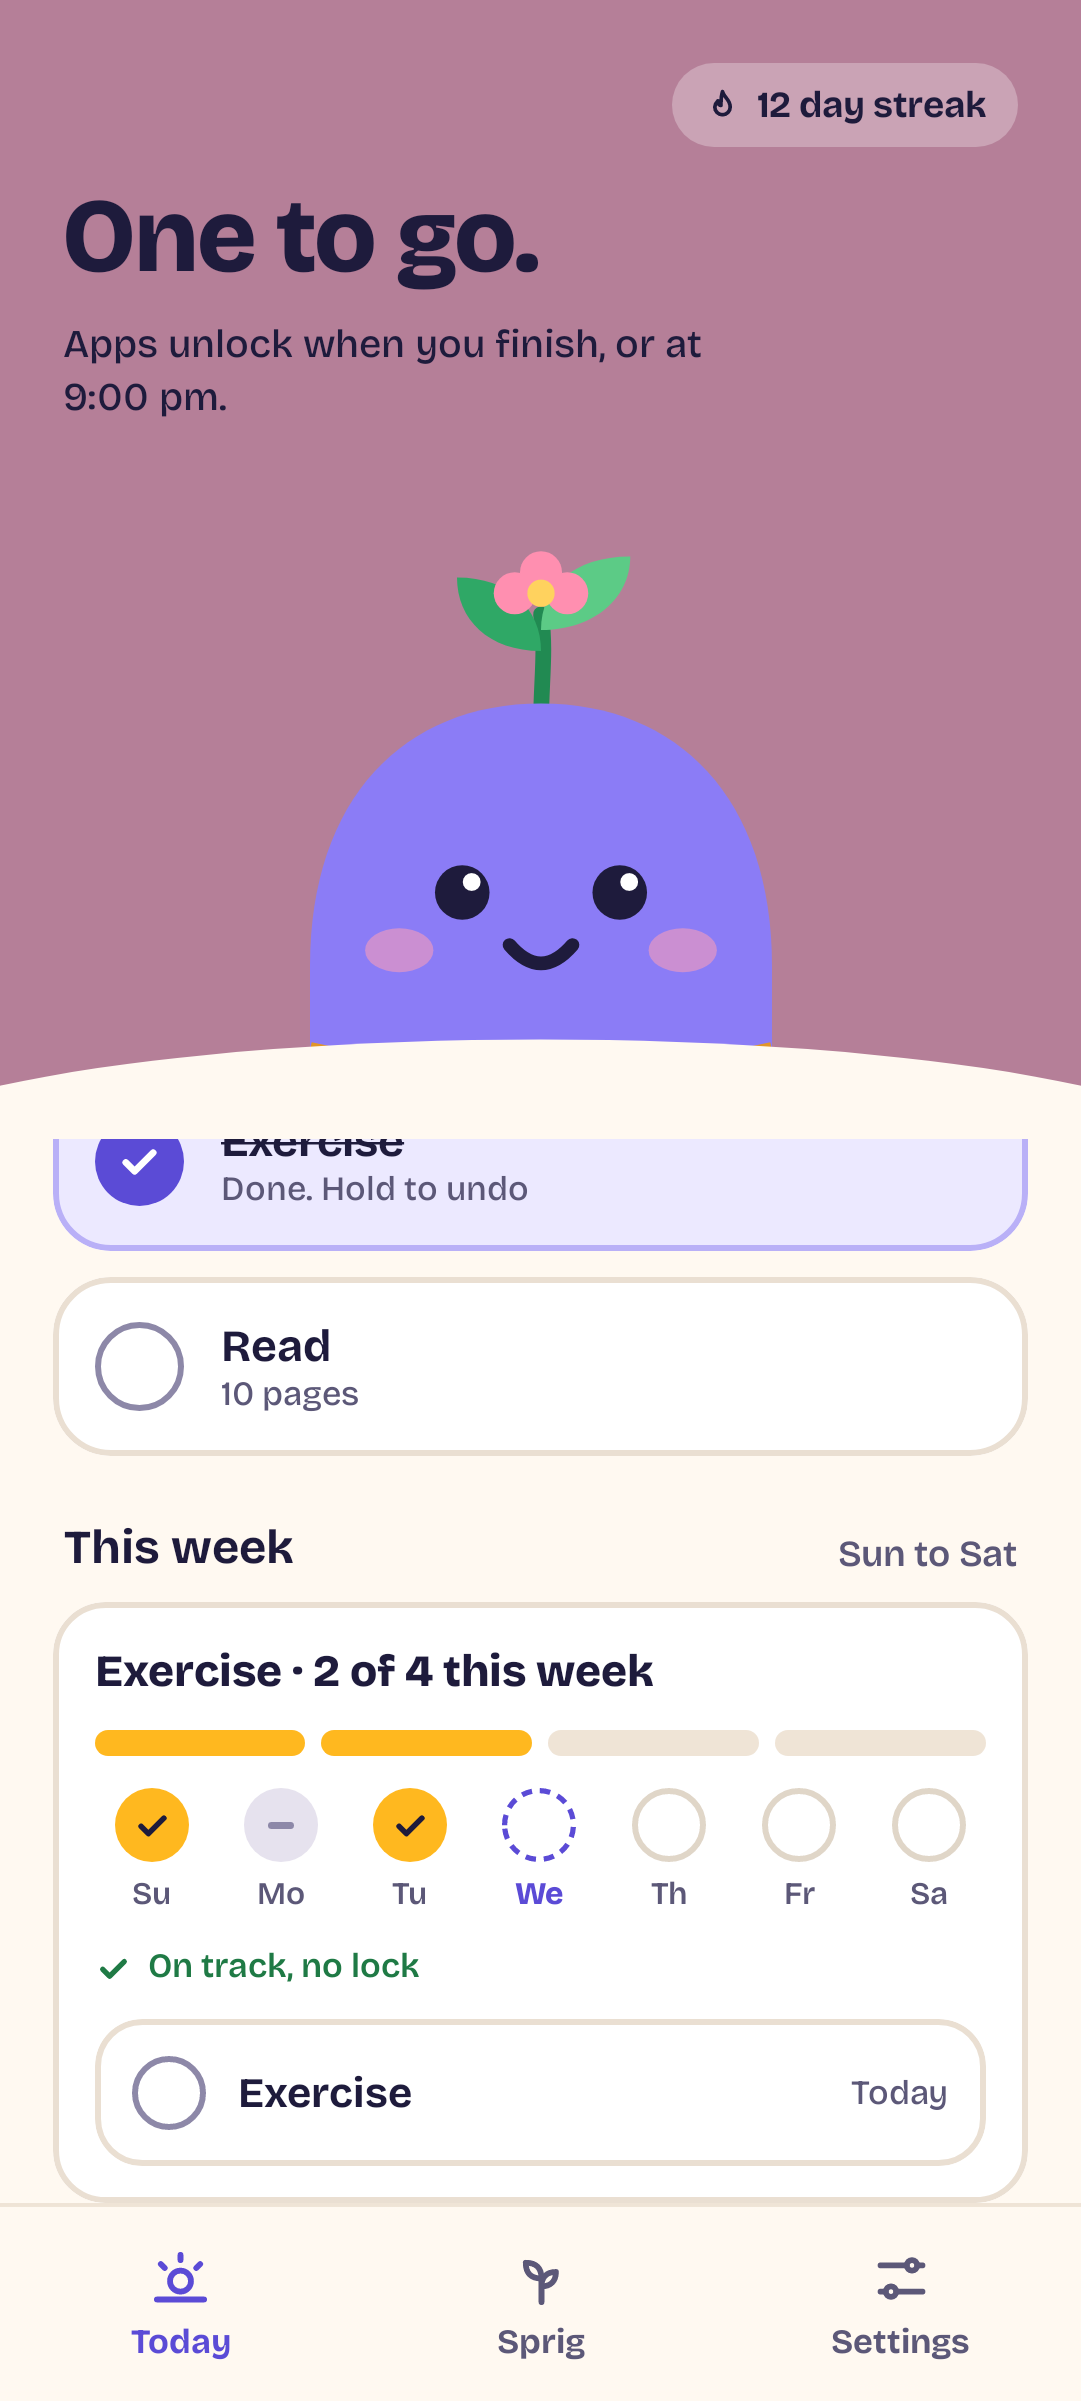 12 day streak
One to go.
Apps unlock when you finish, or at
9:00 pm.
Exercise
Done. Hold to undo
Read
10 pages
This week
Sun to Sat
Exercise · 2 of 4 this week
Su Mo Tu We Th Fr Sa
On track, no lock
Exercise
Today
Today
Sprig
Settings